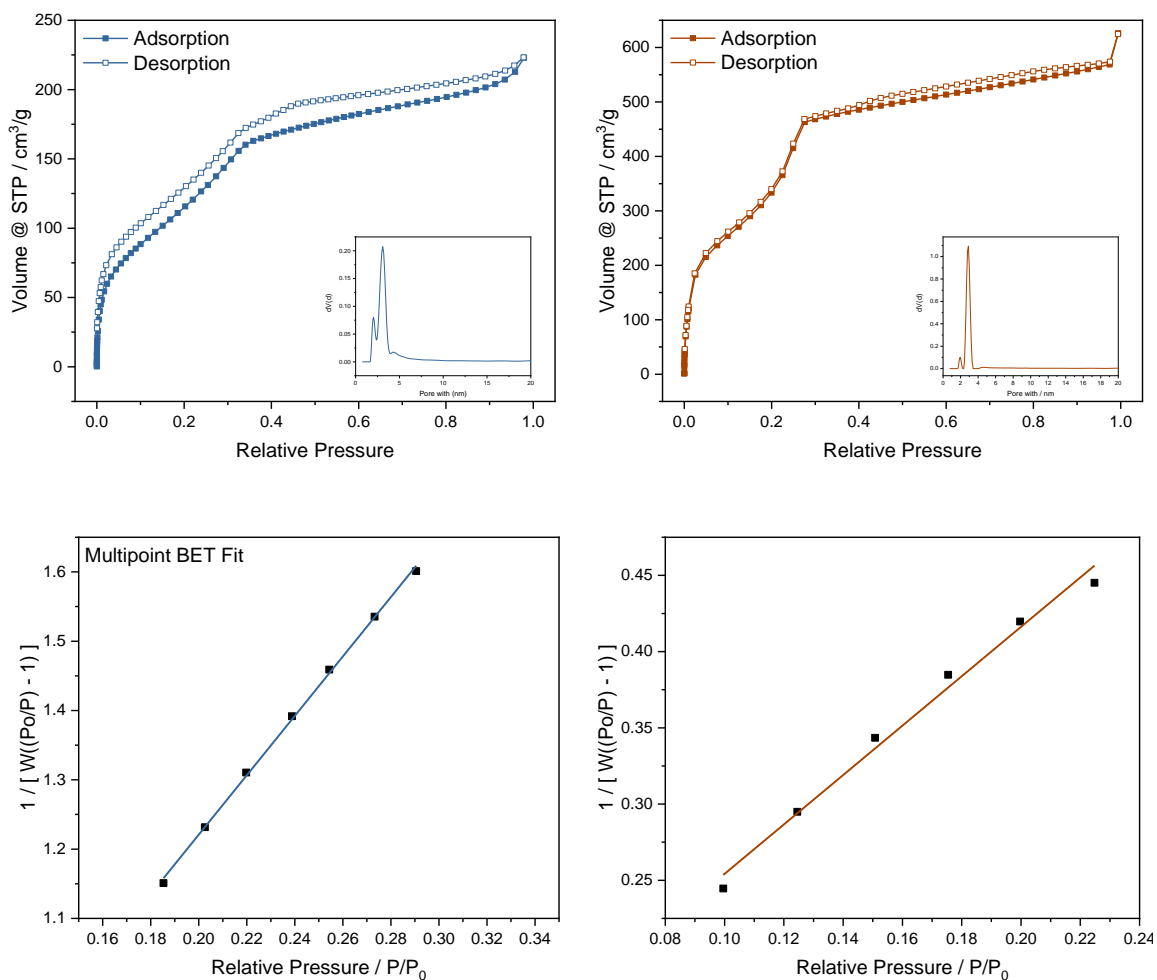 Adsorption
Desorption
Volume @ STP / cm³/g
250
200
150
100
50
0
0.0 0.2 0.4 0.6 0.8 1.0
Relative Pressure
dV(d)
0.20
0.15
0.10
0.05
0.00
0 5 10 15 20
Pore with (nm)
Adsorption
Desorption
Volume @ STP / cm³/g
600
500
400
300
200
100
0
0.0 0.2 0.4 0.6 0.8 1.0
Relative Pressure
dV(d)
1.0
0.8
0.6
0.4
0.2
0.0
0 2 4 6 8 10 12 14 16 18 20
Pore with / nm
Multipoint BET Fit
1 / [ W((Po/P) - 1) ]
1.6
1.5
1.4
1.3
1.2
1.1
0.16 0.18 0.20 0.22 0.24 0.26 0.28 0.30 0.32 0.34
Relative Pressure / P/P₀
1 / [ W((Po/P) - 1) ]
0.45
0.40
0.35
0.30
0.25
0.08 0.10 0.12 0.14 0.16 0.18 0.20 0.22 0.24
Relative Pressure / P/P₀